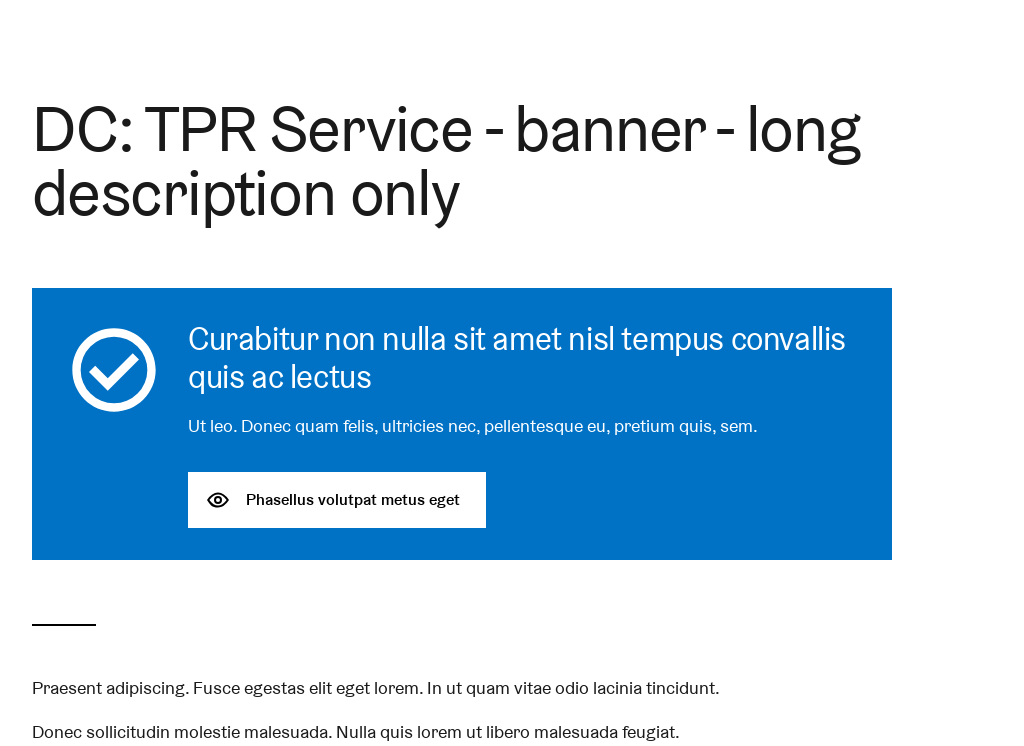 DC: TPR Service - banner - long
description only
Curabitur non nulla sit amet nisl tempus convallis
quis ac lectus
Ut leo. Donec quam felis, ultricies nec, pellentesque eu, pretium quis, sem.
Phasellus volutpat metus eget
Praesent adipiscing. Fusce egestas elit eget lorem. In ut quam vitae odio lacinia tincidunt.
Donec sollicitudin molestie malesuada. Nulla quis lorem ut libero malesuada feugiat.